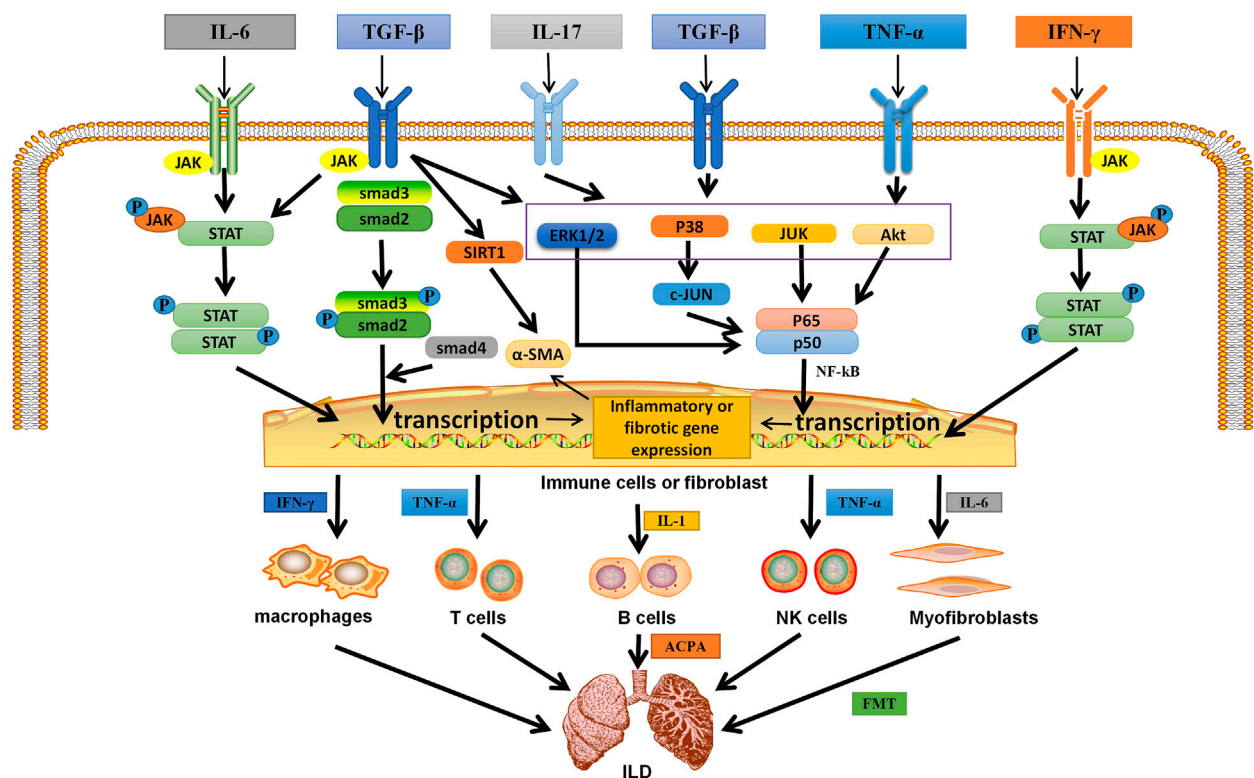 IL-6
TGF-β
IL-17
TGF-β
TNF-α
IFN-γ
JAK
JAK
JAK
smad3
smad2
P
JAK
STAT
SIRT1
ERK1/2
P38
JUK
Akt
STAT
P
JAK
P
STAT
STAT
P
smad3
P
P
smad2
c-JUN
P65
p50
STAT
STAT
P
smad4
α-SMA
NF-kB
transcription
Inflammatory or
fibrotic gene
expression
transcription
Immune cells or fibroblast
IFN-γ
TNF-α
IL-1
TNF-α
IL-6
macrophages
T cells
B cells
NK cells
Myofibroblasts
ACPA
FMT
ILD